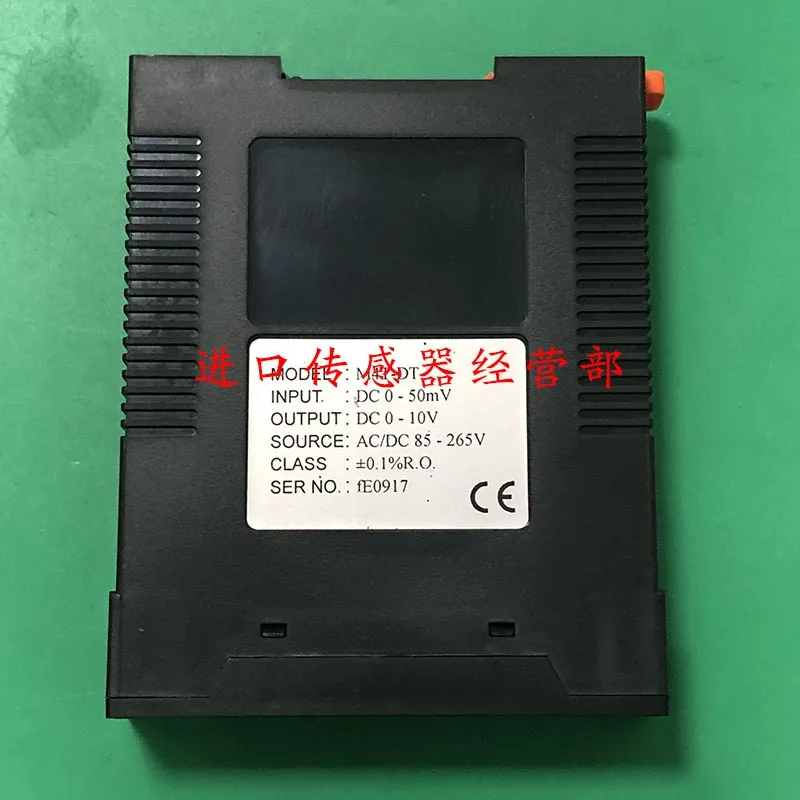 进口传感器经营部
MODEL :
INPUT : DC 0 - 50mV
OUTPUT : DC 0 - 10V
SOURCE : AC/DC 85 - 265V
CLASS : ±0.1%R.O.
SER NO. : fE0917
CE